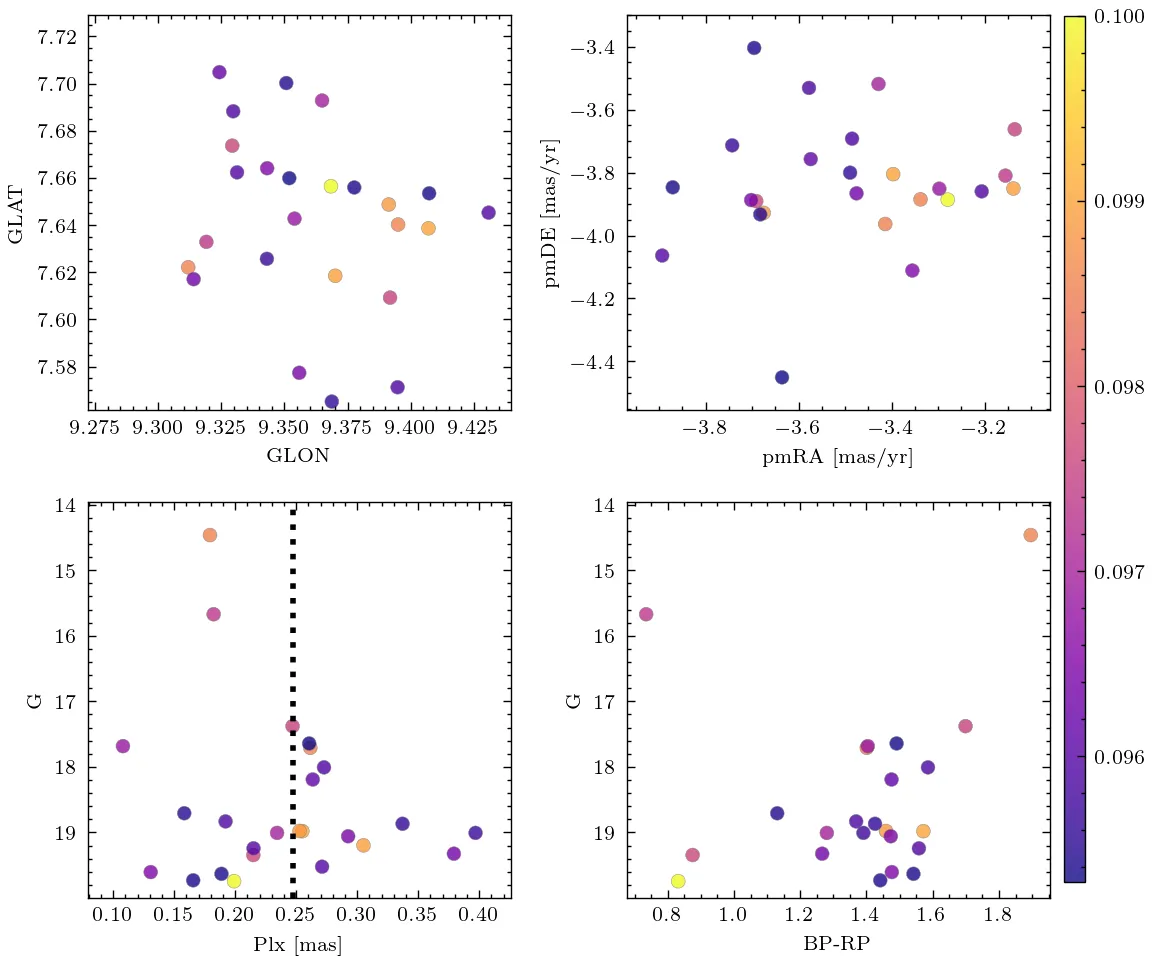 7.72
7.70
7.68
7.66
7.64
7.62
7.60
7.58
GLAT
9.275 9.300 9.325 9.350 9.375 9.400 9.425
GLON
−3.4
−3.6
−3.8
−4.0
−4.2
−4.4
pmDE [mas/yr]
−3.8 −3.6 −3.4 −3.2
pmRA [mas/yr]
0.100
0.099
0.098
0.097
0.096
14
15
16
17
18
19
G
0.10 0.15 0.20 0.25 0.30 0.35 0.40
Plx [mas]
14
15
16
17
18
19
G
0.8 1.0 1.2 1.4 1.6 1.8
BP-RP